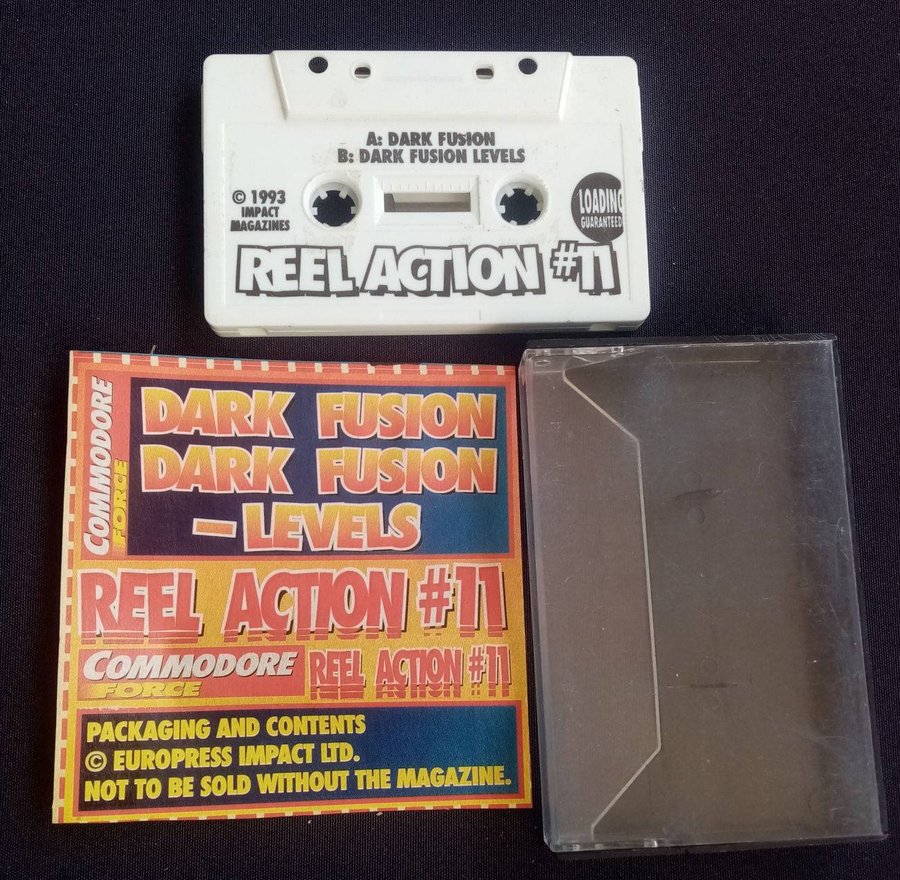 A: DARK FUSION
B: DARK FUSION LEVELS
© 1993
IMPACT
MAGAZINES
LOADING
GUARANTEED
REEL ACTION #11
COMMODORE
FORCE
DARK FUSION
DARK FUSION
- LEVELS
REEL ACTION #11
COMMODORE
FORCE
REEL ACTION #11
PACKAGING AND CONTENTS
© EUROPRESS IMPACT LTD.
NOT TO BE SOLD WITHOUT THE MAGAZINE.